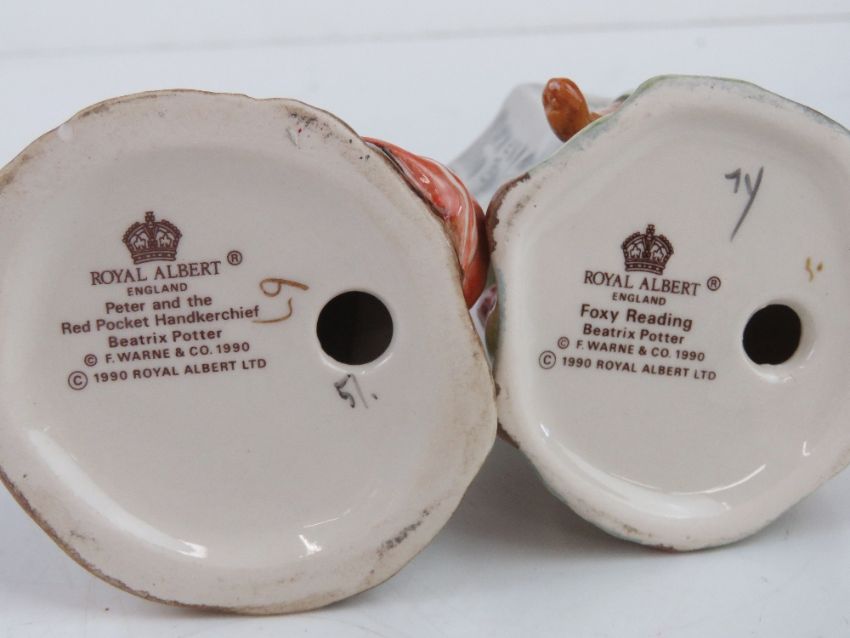 ROYAL ALBERT ®
ENGLAND
Peter and the
Red Pocket Handkerchief
Beatrix Potter
© F. WARNE & CO. 1990
© 1990 ROYAL ALBERT LTD
51.
ROYAL ALBERT ®
ENGLAND
Foxy Reading
Beatrix Potter
© F. WARNE & CO. 1990
© 1990 ROYAL ALBERT LTD